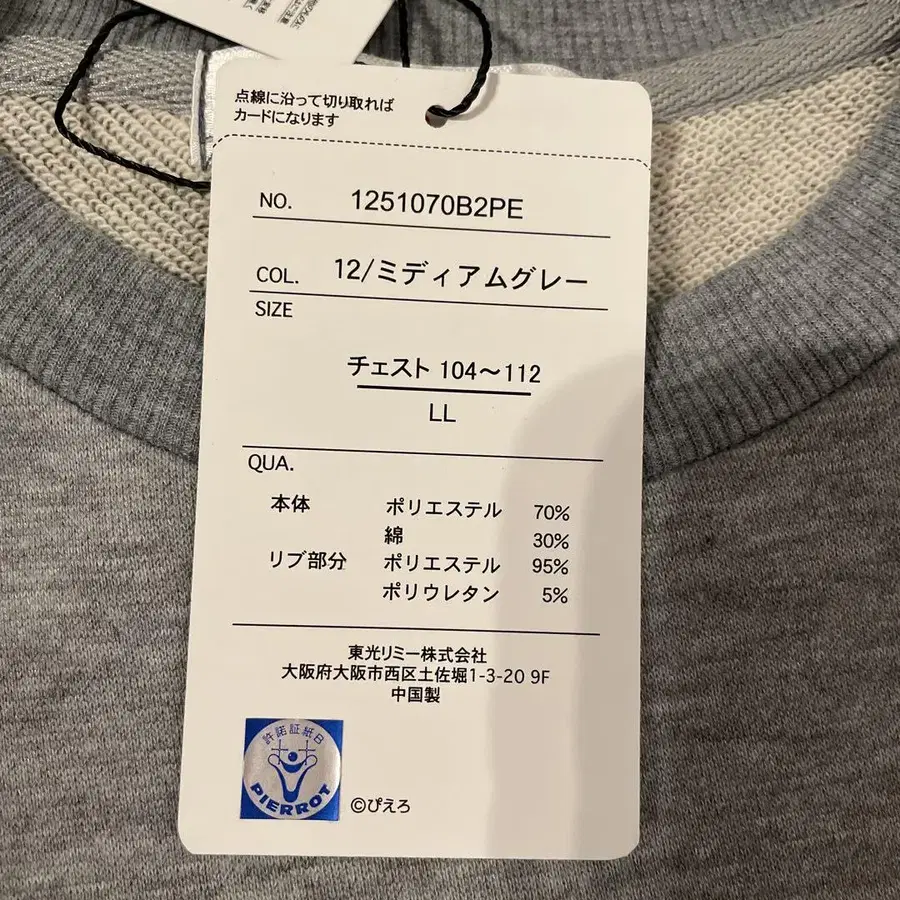 点線に沿って切り取れば
カードになります
NO. 1251070B2PE
COL. 12/ミディアムグレー
SIZE
チェスト 104～112
LL
QUA.
本体 ポリエステル 70%
綿 30%
リブ部分 ポリエステル 95%
ポリウレタン 5%
東光リミー株式会社
大阪府大阪市西区土佐堀1-3-20 9F
中国製
許諾証紙B
PIERROT
©ぴえろ